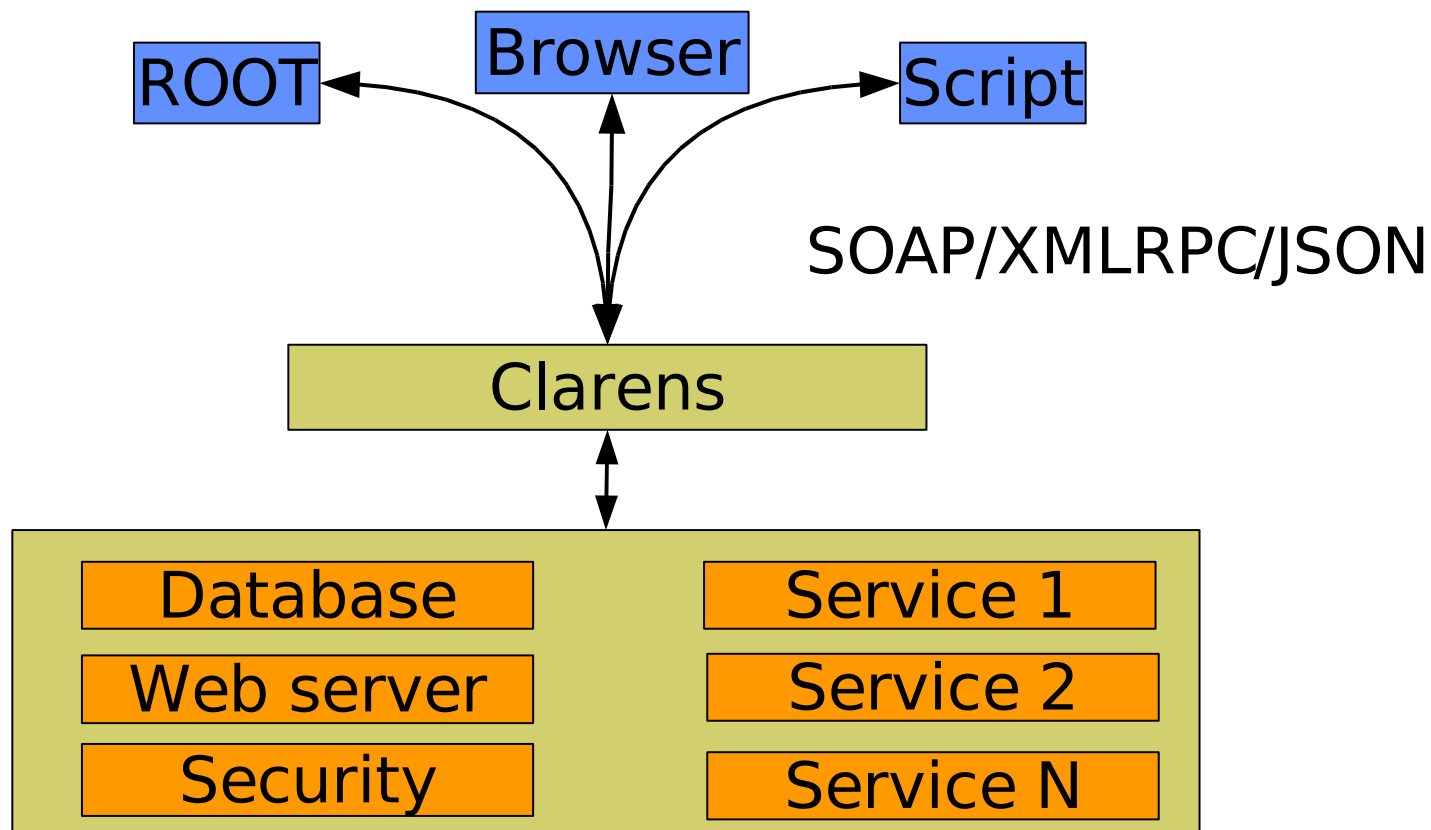 ROOT
Browser
Script
SOAP/XMLRPC/JSON
Clarens
Database
Service 1
Web server
Service 2
Security
Service N